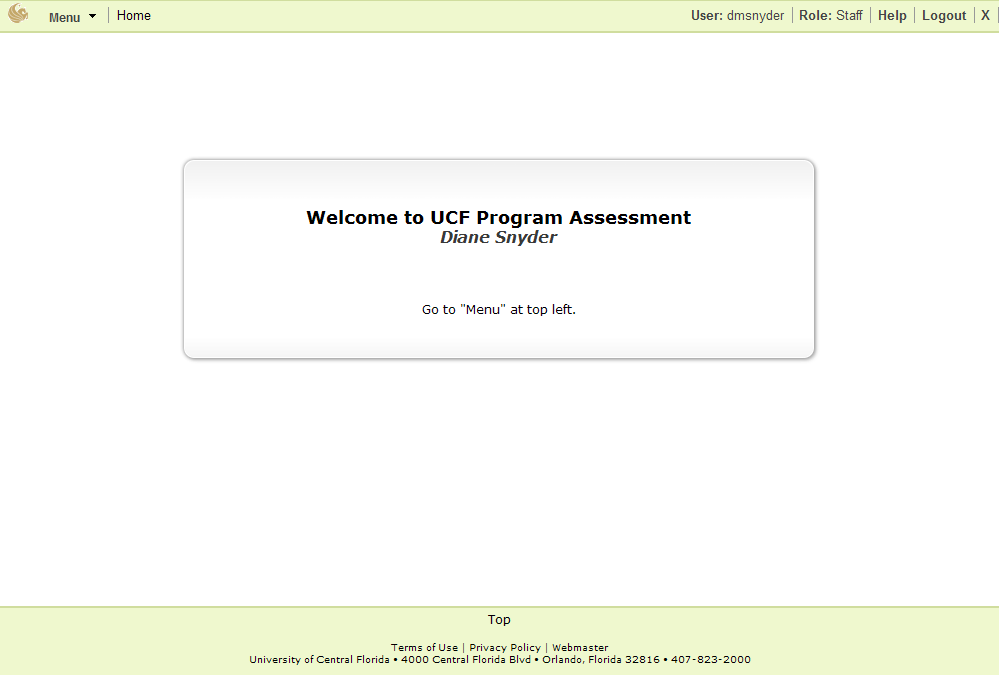 Menu Home User: dmsnyder Role: Staff Help Logout X
Welcome to UCF Program Assessment
Diane Snyder
Go to "Menu" at top left.
Top
Terms of Use | Privacy Policy | Webmaster
University of Central Florida • 4000 Central Florida Blvd • Orlando, Florida 32816 • 407-823-2000